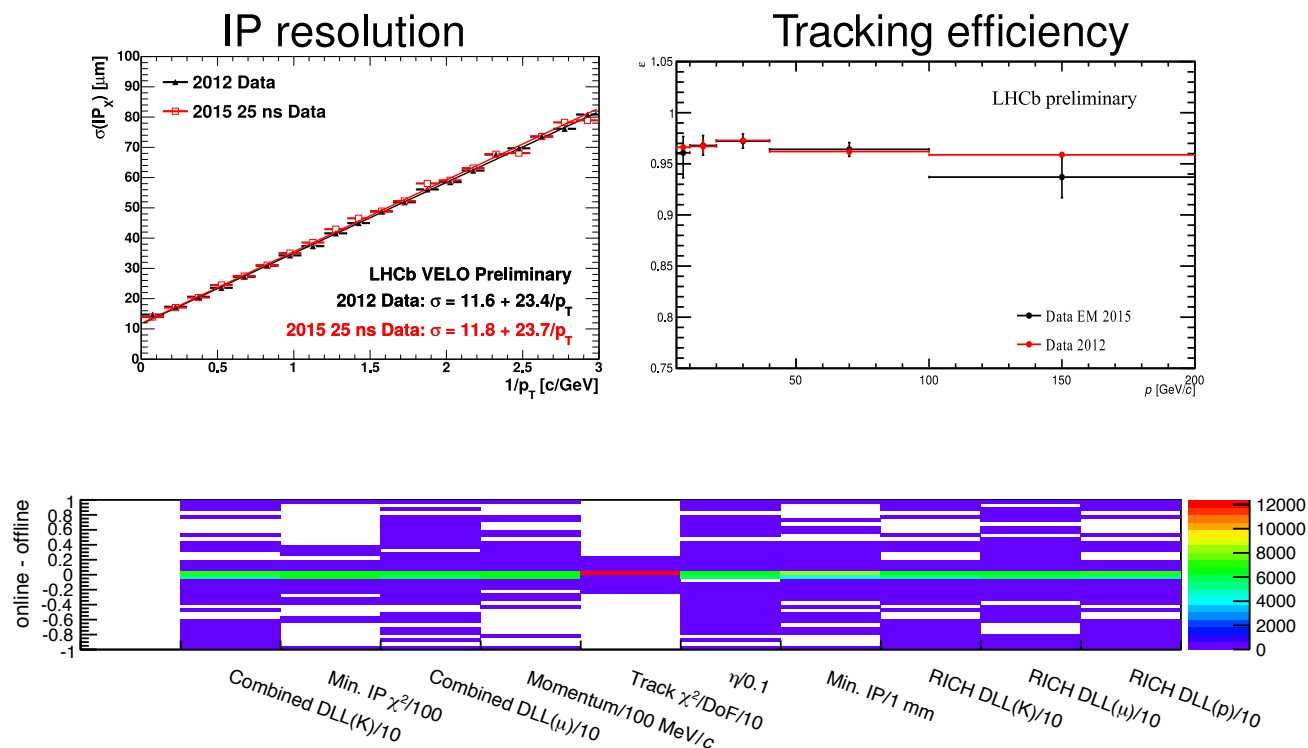 IP resolution
Tracking efficiency
σ(IPₓ) [μm]
100
90
80
70
60
50
40
30
20
10
0
2012 Data
2015 25 ns Data
LHCb VELO Preliminary
2012 Data: σ = 11.6 + 23.4/p_T
2015 25 ns Data: σ = 11.8 + 23.7/p_T
0 0.5 1 1.5 2 2.5 3
1/p_T [c/GeV]
ε
1.05
1
0.95
0.9
0.85
0.8
0.75
LHCb preliminary
Data EM 2015
Data 2012
50 100 150 200
p [GeV/c]
online - offline
1
0.8
0.6
0.4
0.2
0
-0.2
-0.4
-0.6
-0.8
-1
12000
10000
8000
6000
4000
2000
0
Combined DLL(K)/10
Min. IP χ²/100
Combined DLL(μ)/10
Momentum/100 MeV/c
Track χ²/DoF/10
η/0.1
Min. IP/1 mm
RICH DLL(K)/10
RICH DLL(μ)/10
RICH DLL(p)/10